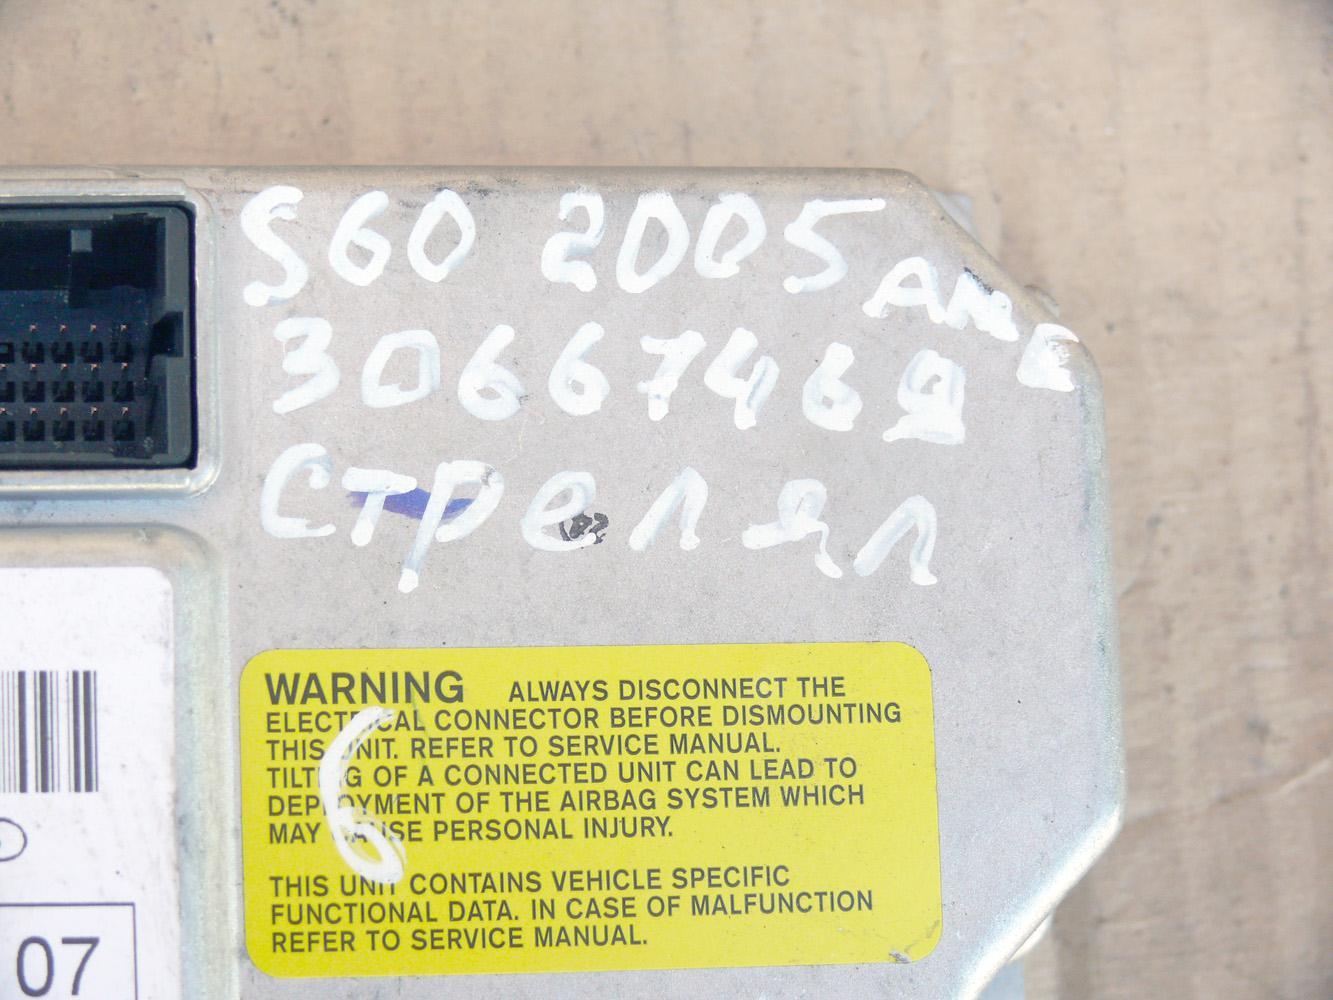 S60 2005 AME
3066746
стрелял
WARNING ALWAYS DISCONNECT THE
ELECTRICAL CONNECTOR BEFORE DISMOUNTING
THIS UNIT. REFER TO SERVICE MANUAL.
TILTING OF A CONNECTED UNIT CAN LEAD TO
DEPLOYMENT OF THE AIRBAG SYSTEM WHICH
MAY CAUSE PERSONAL INJURY.
6
THIS UNIT CONTAINS VEHICLE SPECIFIC
FUNCTIONAL DATA. IN CASE OF MALFUNCTION
REFER TO SERVICE MANUAL.
07